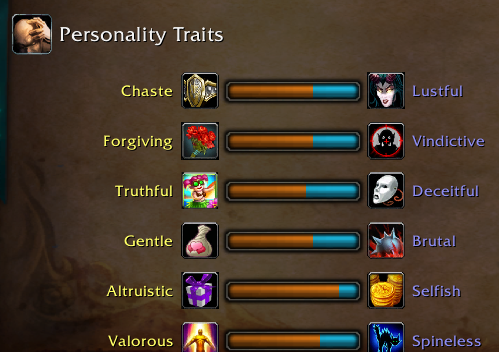 Personality Traits
Chaste Lustful
Forgiving Vindictive
Truthful Deceitful
Gentle Brutal
Altruistic Selfish
Valorous Spineless